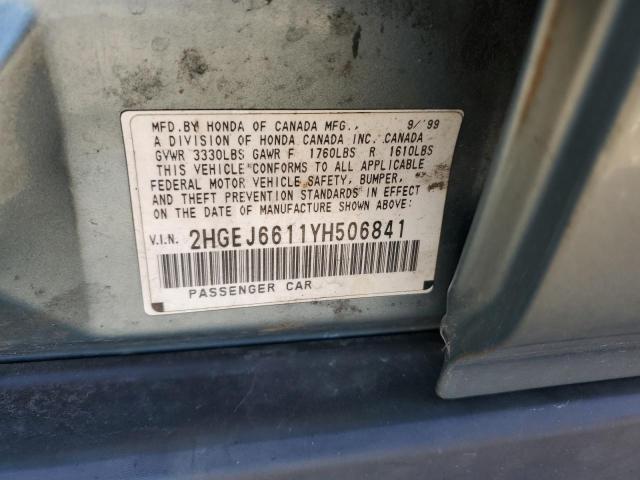 MFD.BY HONDA OF CANADA MFG., 9/'99
A DIVISION OF HONDA CANADA INC. CANADA
GVWR 3330LBS GAWR F 1760LBS R 1610LBS
THIS VEHICLE CONFORMS TO ALL APPLICABLE
FEDERAL MOTOR VEHICLE SAFETY, BUMPER,
AND THEFT PREVENTION STANDARDS IN EFFECT
ON THE DATE OF MANUFACTURE SHOWN ABOVE:
V.I.N. 2HGEJ6611YH506841
PASSENGER CAR